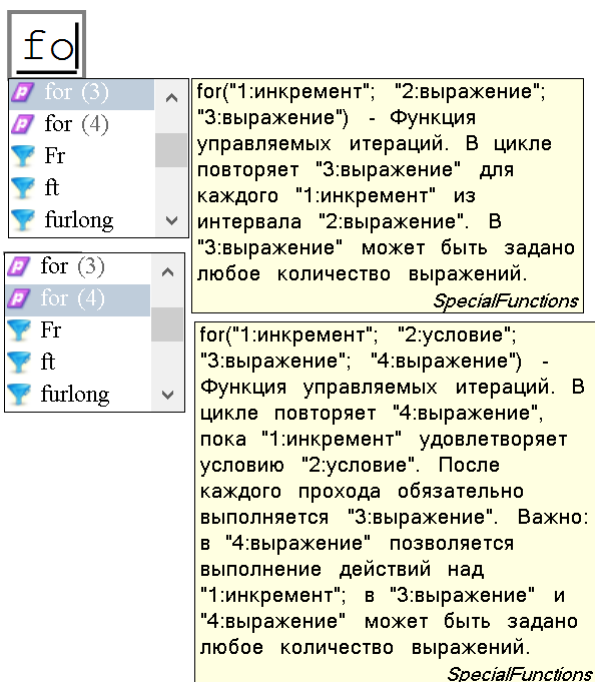 fo
for (3)
for (4)
Fr
ft
furlong
for("1:инкремент"; "2:выражение";
"3:выражение") - Функция
управляемых итераций. В цикле
повторяет "3:выражение" для
каждого "1:инкремент" из
интервала "2:выражение". В
"3:выражение" может быть задано
любое количество выражений.
SpecialFunctions
for (3)
for (4)
Fr
ft
furlong
for("1:инкремент"; "2:условие";
"3:выражение"; "4:выражение") -
Функция управляемых итераций. В
цикле повторяет "4:выражение",
пока "1:инкремент" удовлетворяет
условию "2:условие". После
каждого прохода обязательно
выполняется "3:выражение". Важно:
в "4:выражение" позволяется
выполнение действий над
"1:инкремент"; в "3:выражение" и
"4:выражение" может быть задано
любое количество выражений.
SpecialFunctions